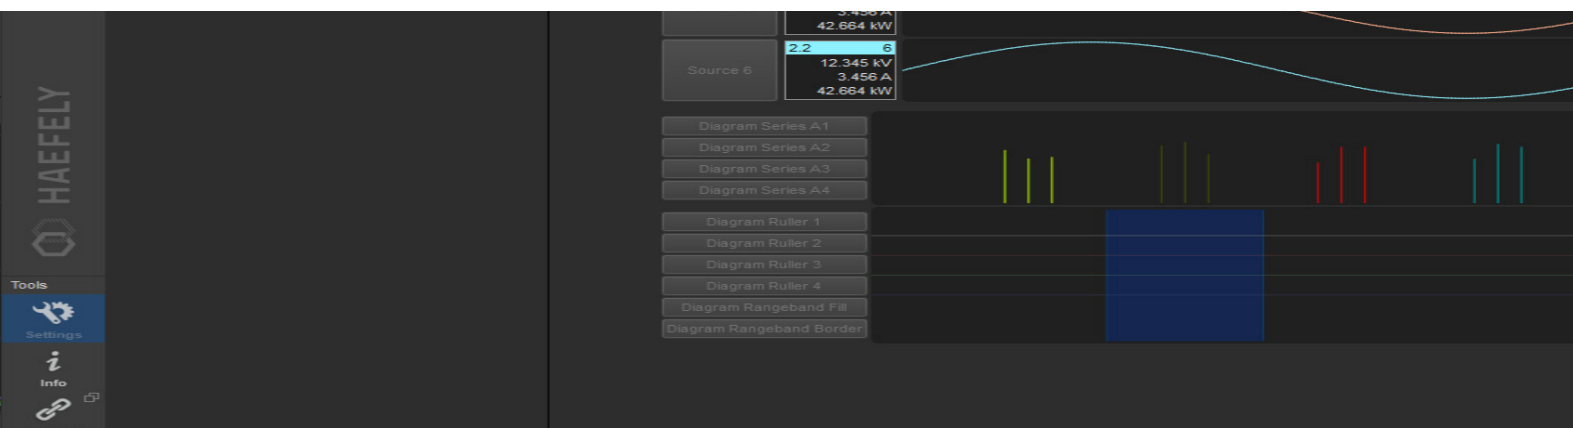 3.456 A
42.664 kW
2.2 6
Source 6
12.345 kV
3.456 A
42.664 kW
Diagram Series A1
Diagram Series A2
Diagram Series A3
Diagram Series A4
Diagram Ruller 1
Diagram Ruller 2
Diagram Ruller 3
Diagram Ruller 4
Diagram Rangeband Fill
Diagram Rangeband Border
HAEFELY
Tools
Settings
Info